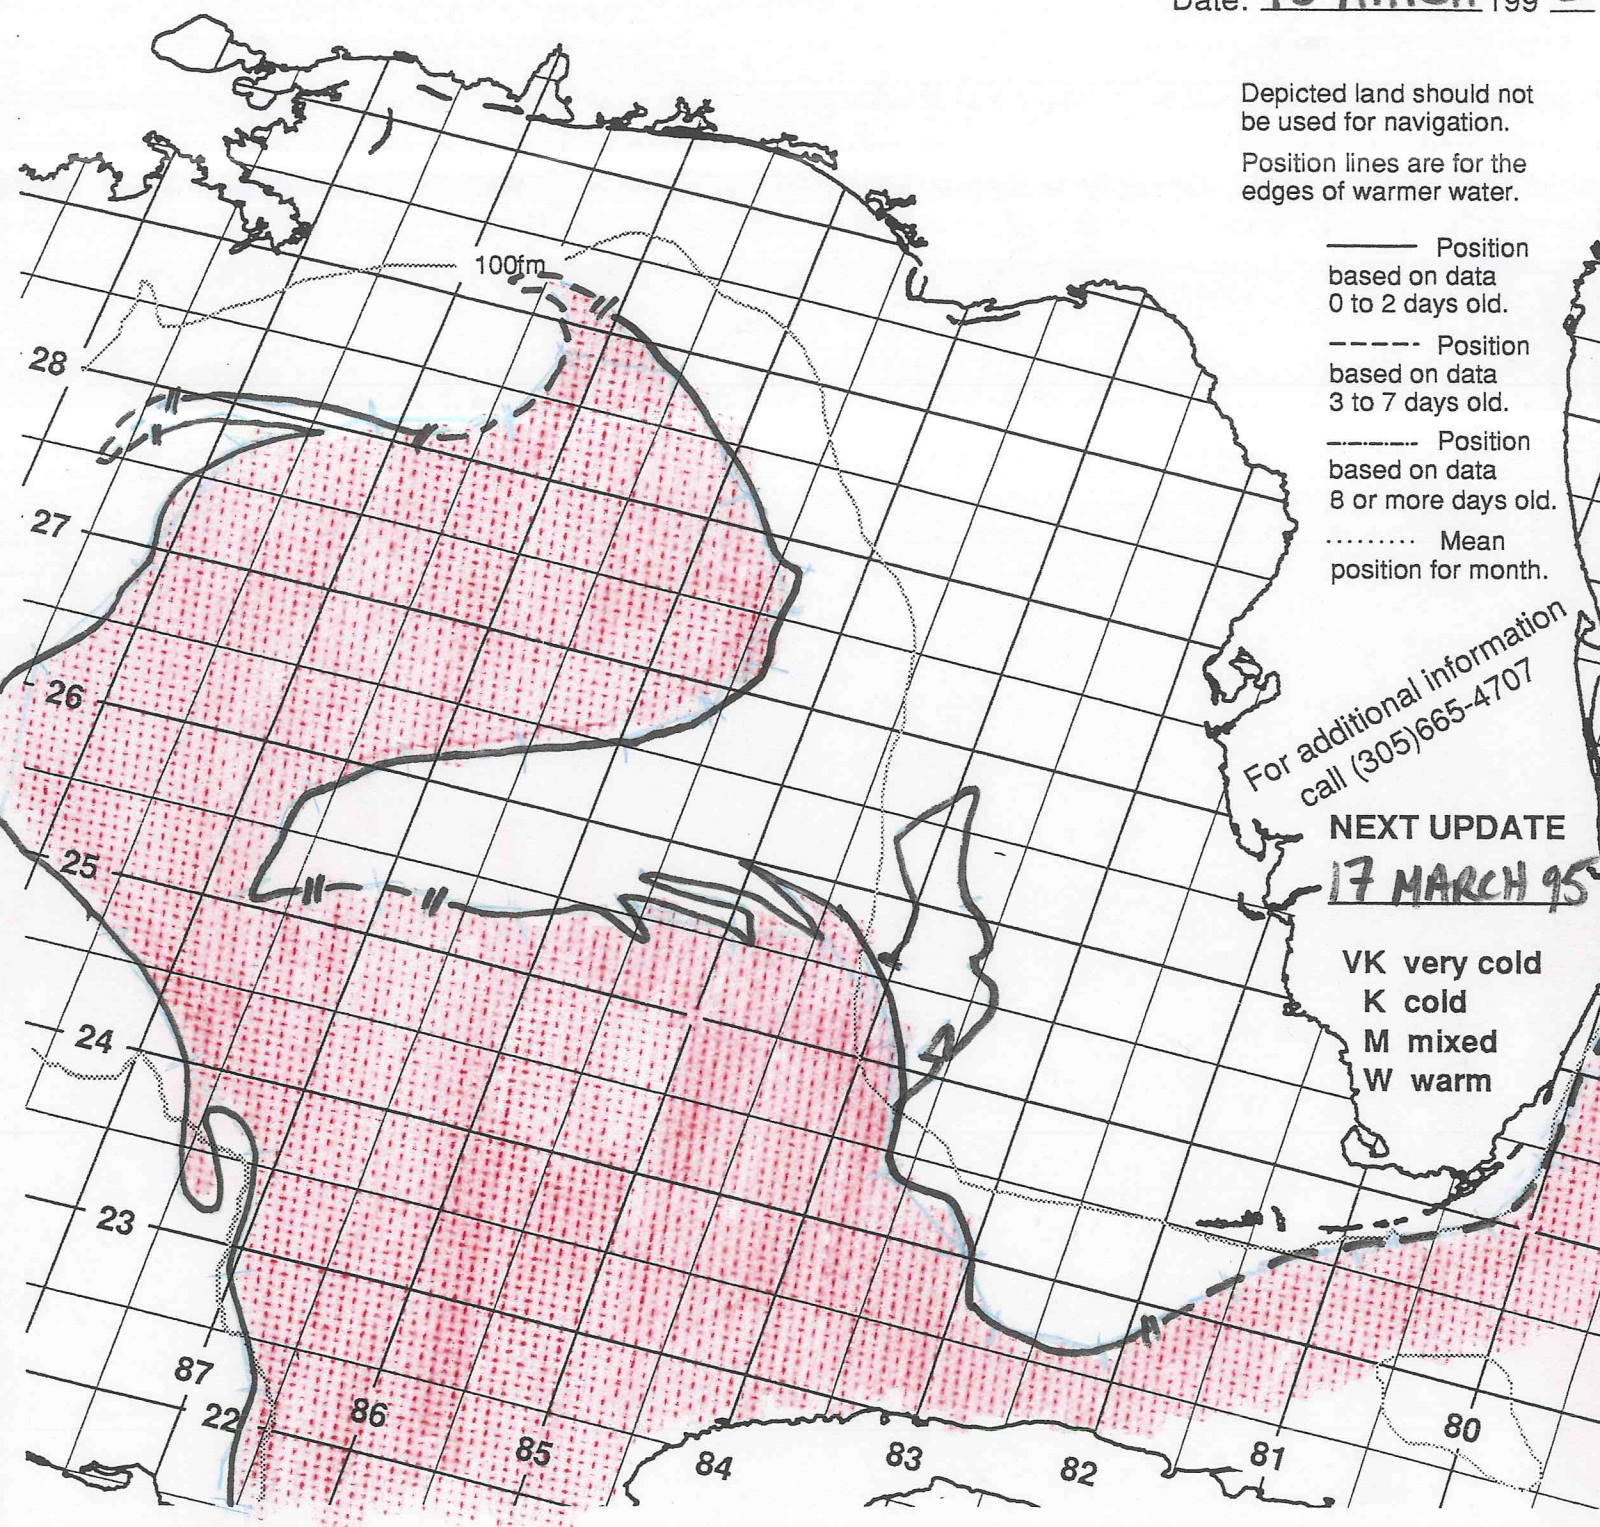 Date: 199
Depicted land should not
be used for navigation.
Position lines are for the
edges of warmer water.
Position
based on data
0 to 2 days old.
Position
based on data
3 to 7 days old.
Position
based on data
8 or more days old.
Mean
position for month.
For additional information
call (305)665-4707
NEXT UPDATE
17 MARCH 95
VK very cold
K cold
M mixed
W warm
100fm
28
27
26
25
24
23
22
87
86
85
84
83
82
81
80